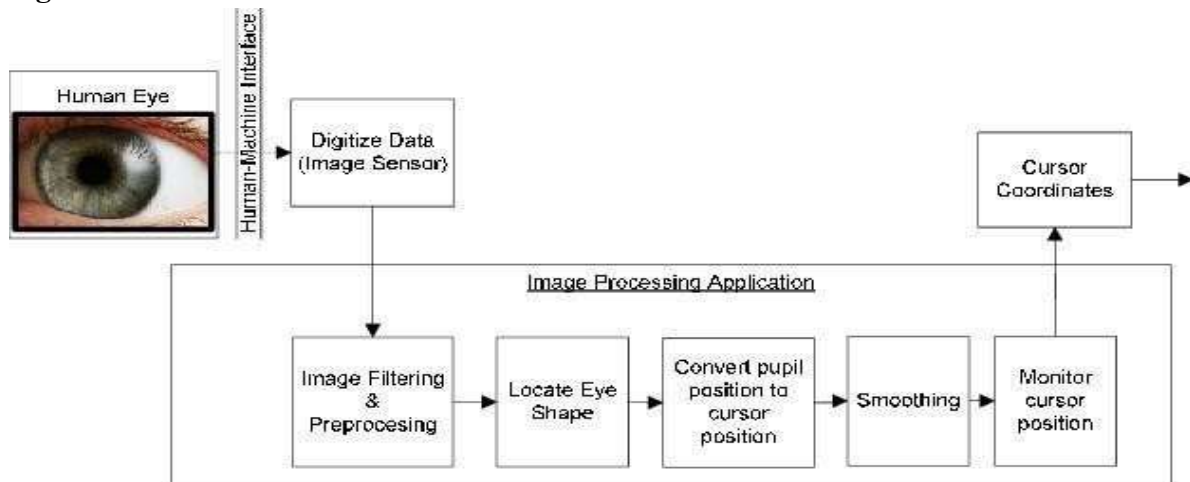 Human Eye
Human-Machine Interface
Digitize Data
(Image Sensor)
Cursor
Coordinates
Image Processing Application
Image Filtering
&
Preprocesing
Locate Eye
Shape
Convert pupil
position to
cursor
position
Smoothing
Monitor
cursor
position